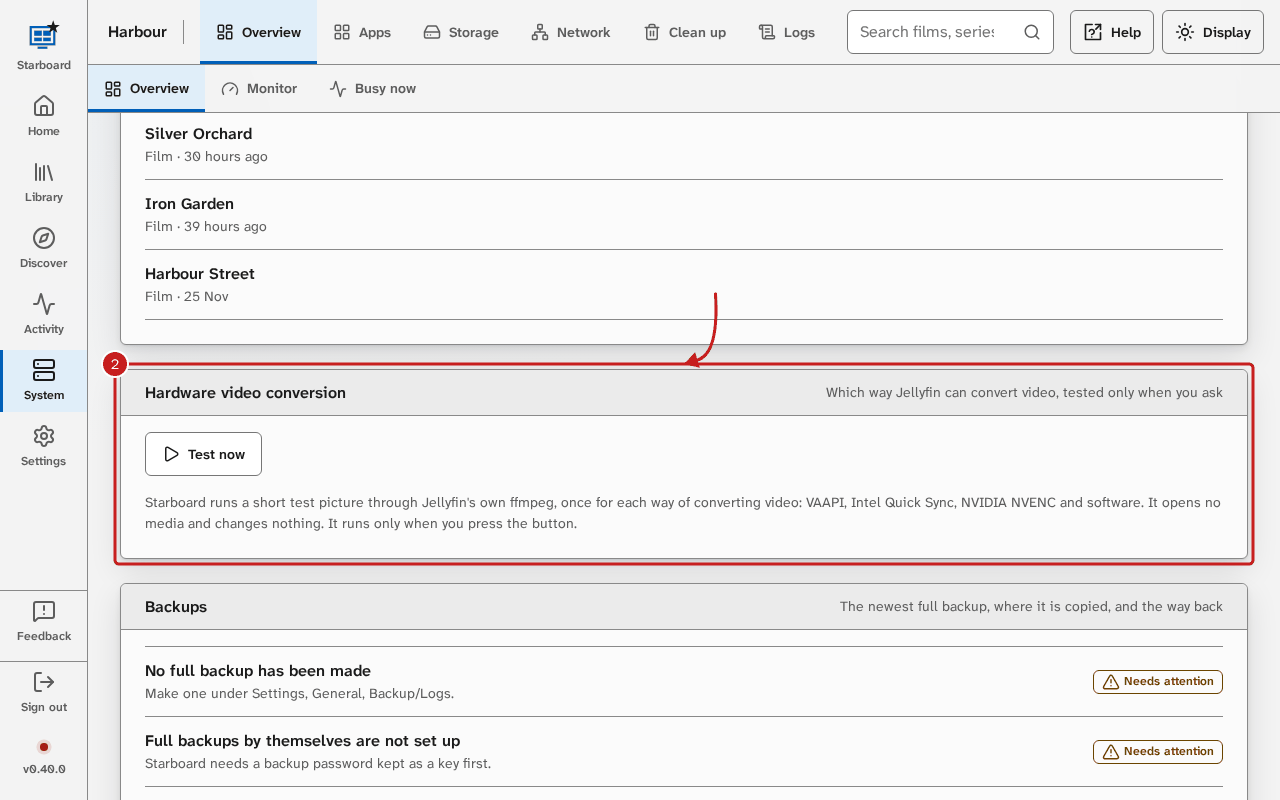 Starboard
Home
Library
Discover
Activity
System
Settings
Feedback
Sign out
v0.40.0
Harbour
Overview
Apps
Storage
Network
Clean up
Logs
Search films, series
Help
Display
Overview
Monitor
Busy now
Silver Orchard
Film · 30 hours ago
Iron Garden
Film · 39 hours ago
Harbour Street
Film · 25 Nov
2
Hardware video conversion
Which way Jellyfin can convert video, tested only when you ask
Test now
Starboard runs a short test picture through Jellyfin's own ffmpeg, once for each way of converting video: VAAPI, Intel Quick Sync, NVIDIA NVENC and software. It opens no
media and changes nothing. It runs only when you press the button.
Backups
The newest full backup, where it is copied, and the way back
No full backup has been made
Make one under Settings, General, Backup/Logs.
Needs attention
Full backups by themselves are not set up
Starboard needs a backup password kept as a key first.
Needs attention